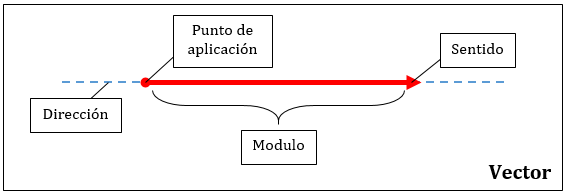 Punto de
aplicación
Sentido
Dirección
Modulo
Vector